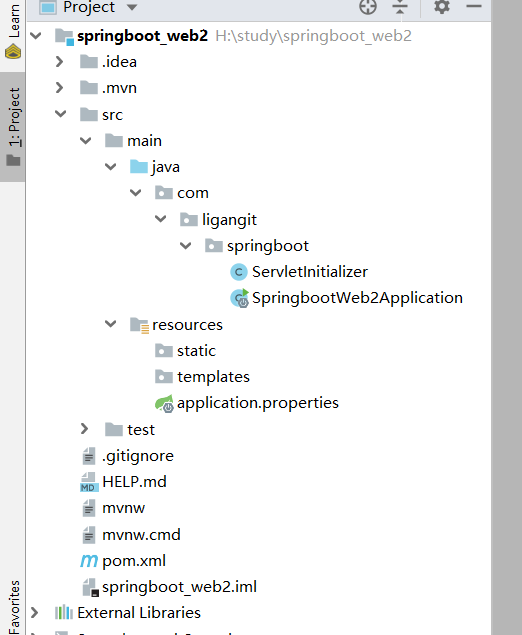 Learn
Project
1: Project
springboot_web2 H:\study\springboot_web2
.idea
.mvn
src
main
java
com
ligangit
springboot
C ServletInitializer
C SpringbootWeb2Application
resources
static
templates
application.properties
test
.gitignore
MD HELP.md
mvnw
mvnw.cmd
m pom.xml
springboot_web2.iml
External Libraries
Favorites